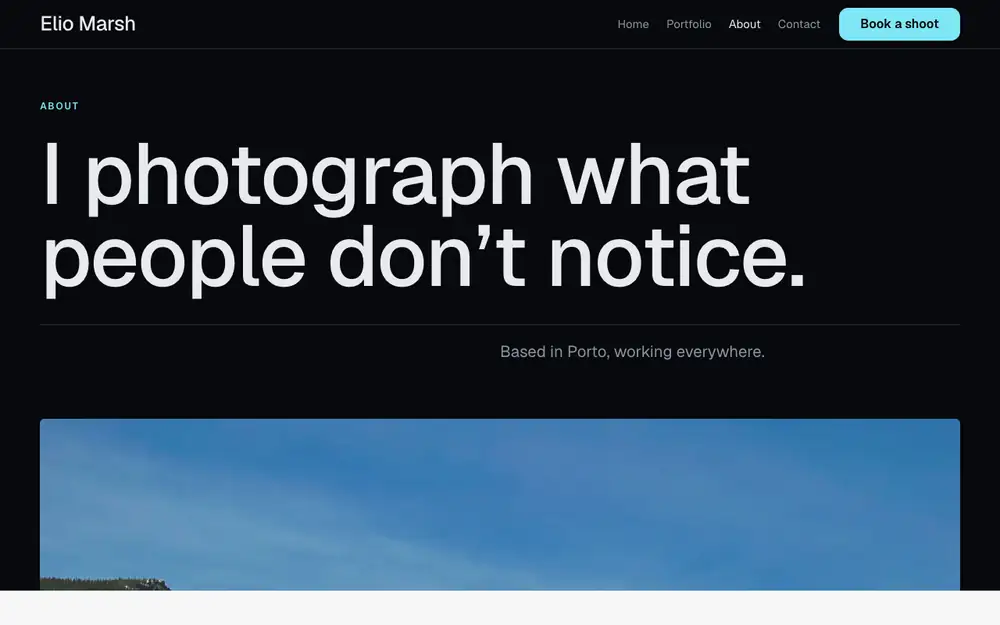 Elio Marsh
Home
Portfolio
About
Contact
Book a shoot
ABOUT
I photograph what
people don’t notice.
Based in Porto, working everywhere.